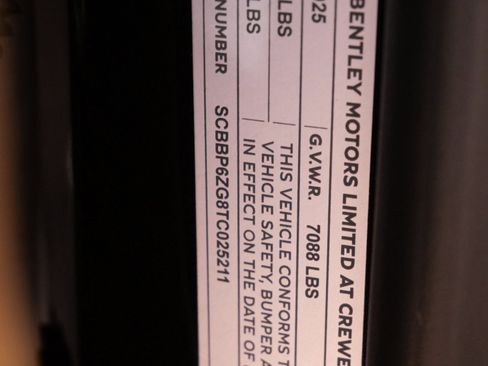 BENTLEY MOTORS LIMITED AT CREWE
025 G.V.W.R. 7088 LBS
LBS THIS VEHICLE CONFORMS T
VEHICLE SAFETY, BUMPER A
LBS IN EFFECT ON THE DATE OF
NUMBER SCBBP6ZG8TC025211